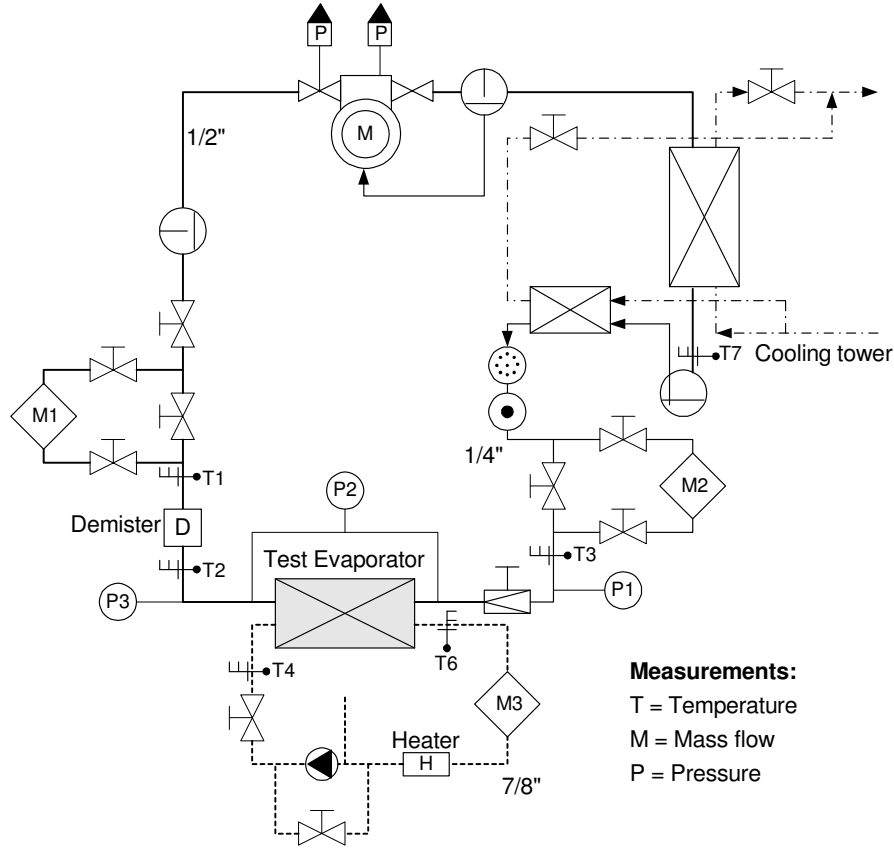 P P
1/2"
M
T7 Cooling tower
M1
1/4"
M2
T1
P2
Demister D
T3
Test Evaporator
T2
P3
P1
T6
T4
Measurements:
M3
T = Temperature
Heater
M = Mass flow
H
7/8"
P = Pressure